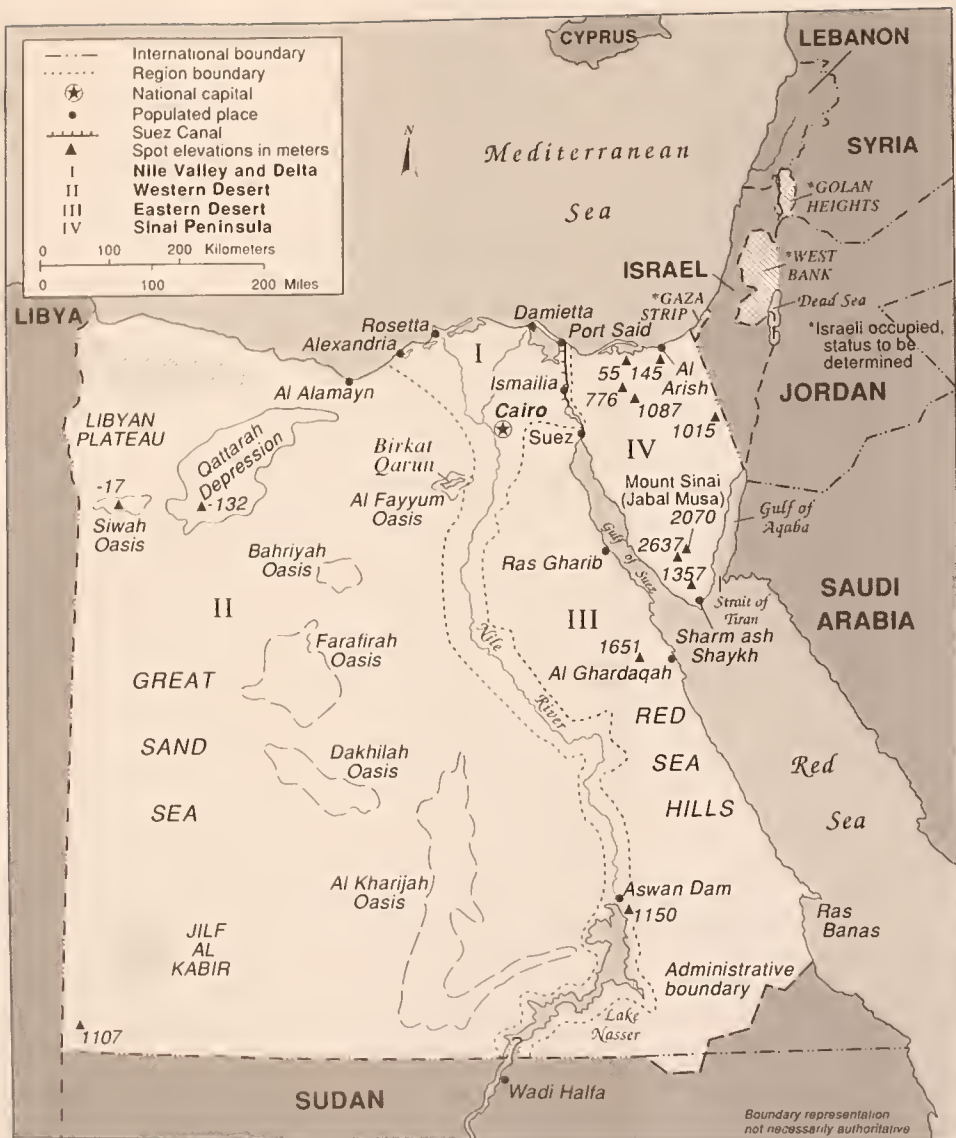 CYPRUS
LEBANON
International boundary
Region boundary
National capital
Populated place
Suez Canal
Spot elevations in meters
I Nile Valley and Delta
II Western Desert
III Eastern Desert
IV Sinai Peninsula
0 100 200 Kilometers
0 100 200 Miles
N
Mediterranean
Sea
SYRIA
*GOLAN
HEIGHTS
*WEST
BANK
ISRAEL
*GAZA
STRIP
Dead Sea
*Israeli occupied,
status to be
determined
LIBYA
Rosetta
Alexandria
Damietta
Port Said
I
Al Alamayn
Ismailia
Cairo
Suez
55
145
Al
Arish
776
1087
1015
JORDAN
LIBYAN
PLATEAU
Qattarah
Depression
Birkat
Qarun
Al Fayyum
Oasis
IV
-17
Siwah
Oasis
-132
Mount Sinai
(Jabal Musa)
2070
2637
1357
Gulf of
Aqaba
Bahriyah
Oasis
Ras Gharib
Gulf of Suez
Strait of
Tiran
SAUDI
ARABIA
II
Farafirah
Oasis
Nile
River
III
Sharm ash
Shaykh
1651
Al Ghardaqah
GREAT
SAND
SEA
Dakhilah
Oasis
RED
SEA
HILLS
Red
Sea
Al Kharijah
Oasis
Aswan Dam
1150
Ras
Banas
JILF
AL
KABIR
Administrative
boundary
Lake
Nasser
1107
SUDAN
Wadi Halfa
Boundary representation
not necessarily authoritative